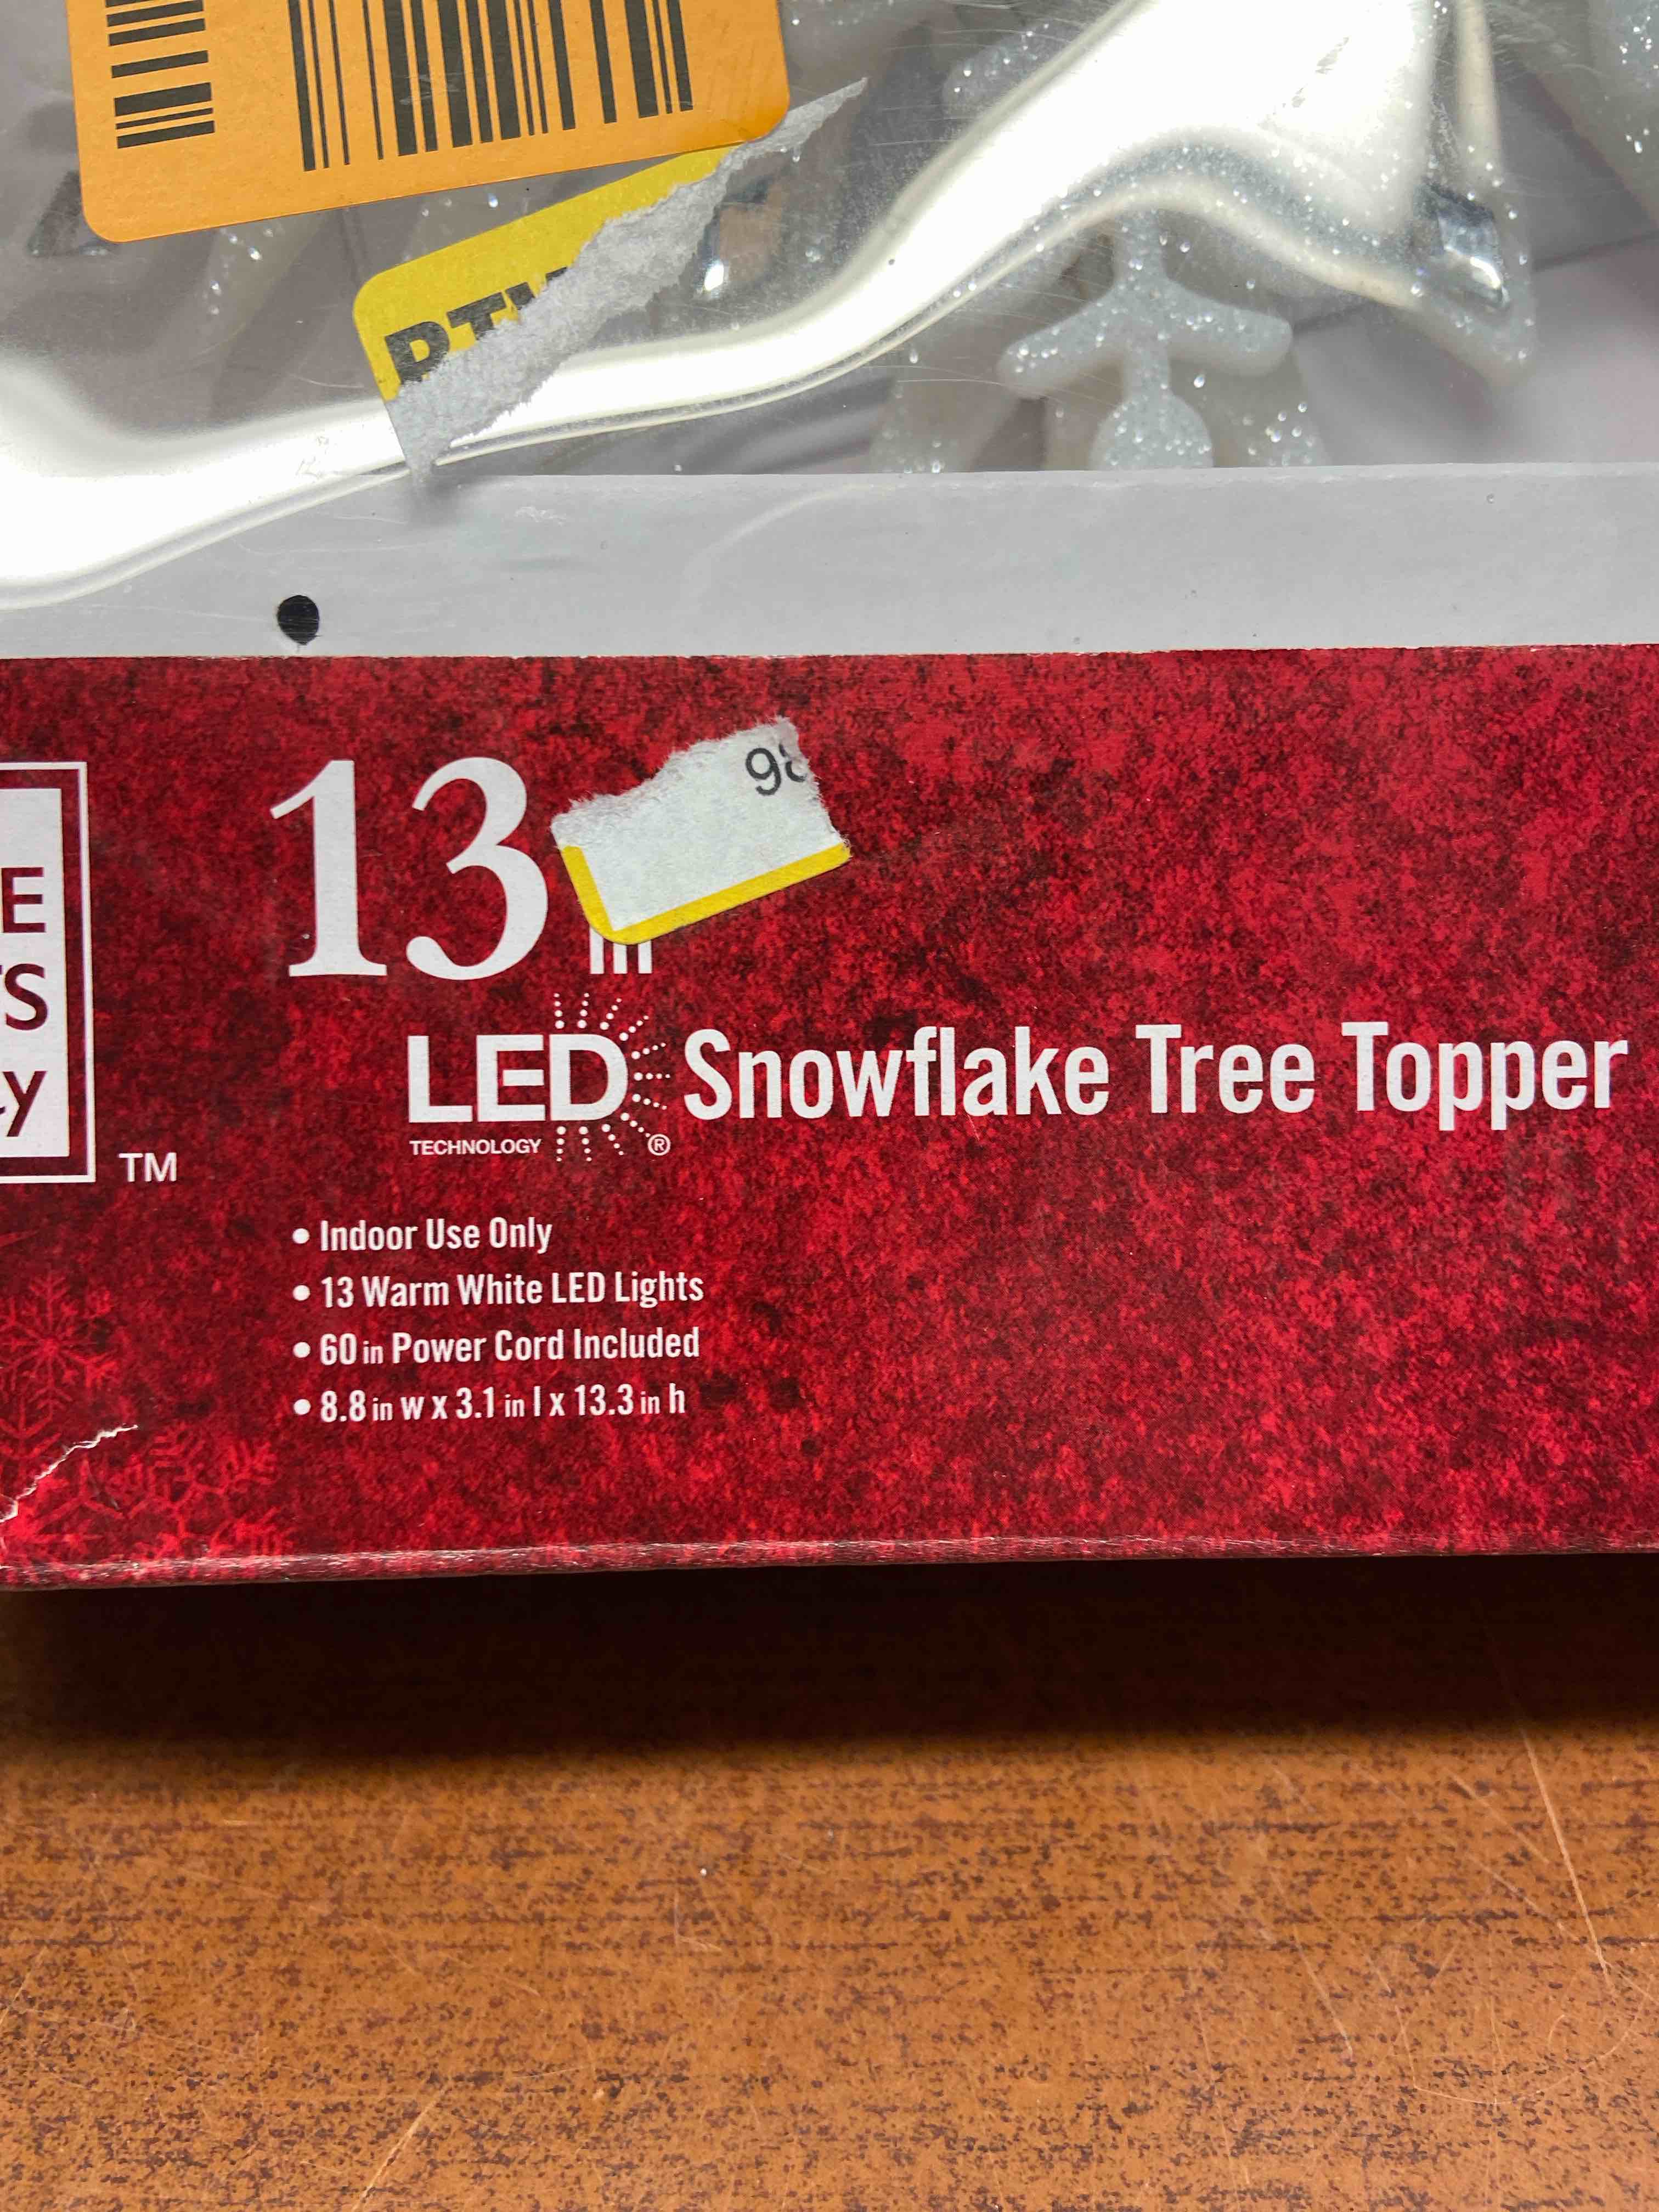 13 in
LED Snowflake Tree Topper
TECHNOLOGY ®
E
S
y
TM
• Indoor Use Only
• 13 Warm White LED Lights
• 60 in Power Cord Included
• 8.8 in w x 3.1 in l x 13.3 in h